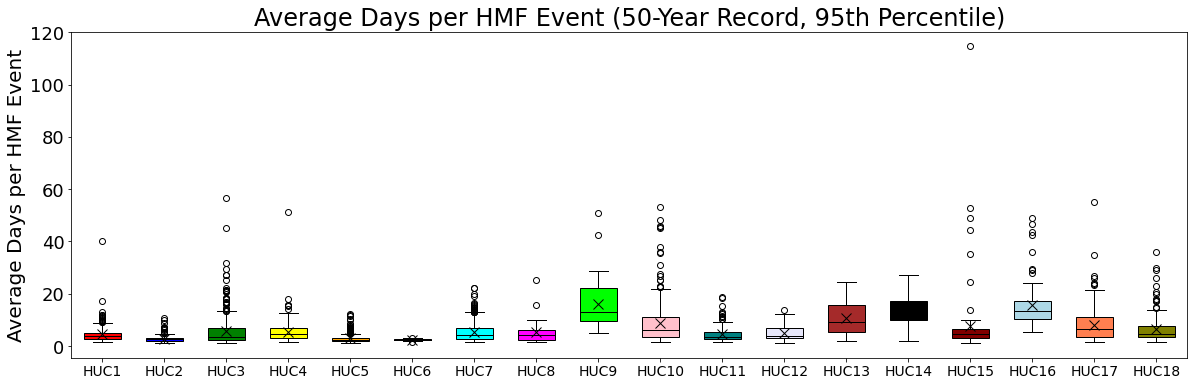 Average Days per HMF Event (50-Year Record, 95th Percentile)
Average Days per HMF Event
120
100
80
60
40
20
0
HUC1 HUC2 HUC3 HUC4 HUC5 HUC6 HUC7 HUC8 HUC9 HUC10 HUC11 HUC12 HUC13 HUC14 HUC15 HUC16 HUC17 HUC18